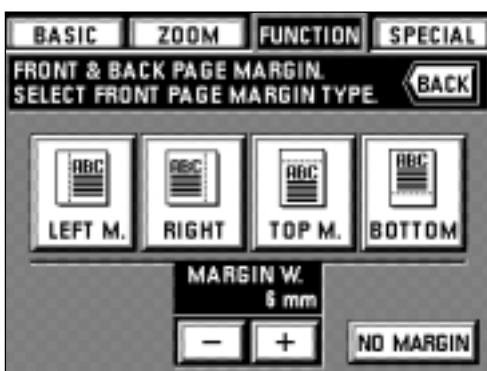 BASIC ZOOM FUNCTION SPECIAL
FRONT & BACK PAGE MARGIN.
SELECT FRONT PAGE MARGIN TYPE.
BACK
ABC ABC ABC ABC
LEFT M. RIGHT TOP M. BOTTOM
MARGIN W.
6 mm
− + NO MARGIN